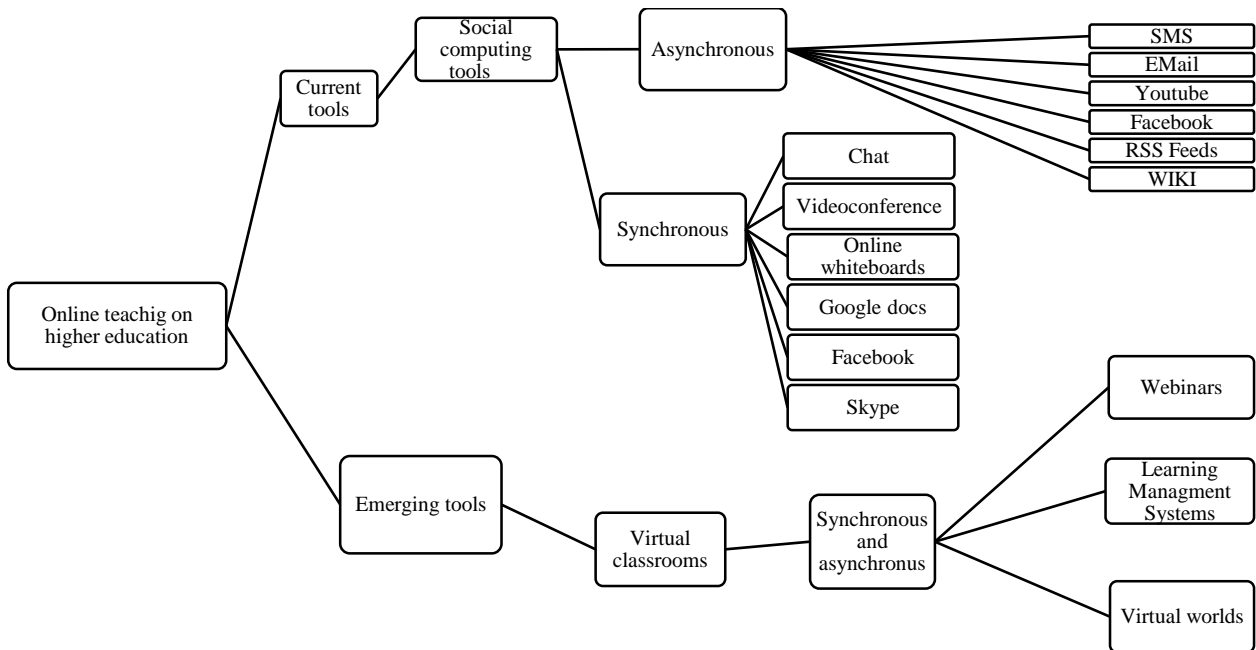 Social
computing
tools
Asynchronous
SMS
EMail
Youtube
Facebook
RSS Feeds
WIKI
Current
tools
Chat
Videoconference
Synchronous
Online
whiteboards
Google docs
Facebook
Skype
Online teachig on
higher education
Webinars
Emerging tools
Virtual
classrooms
Synchronous
and
asynchronus
Learning
Managment
Systems
Virtual worlds